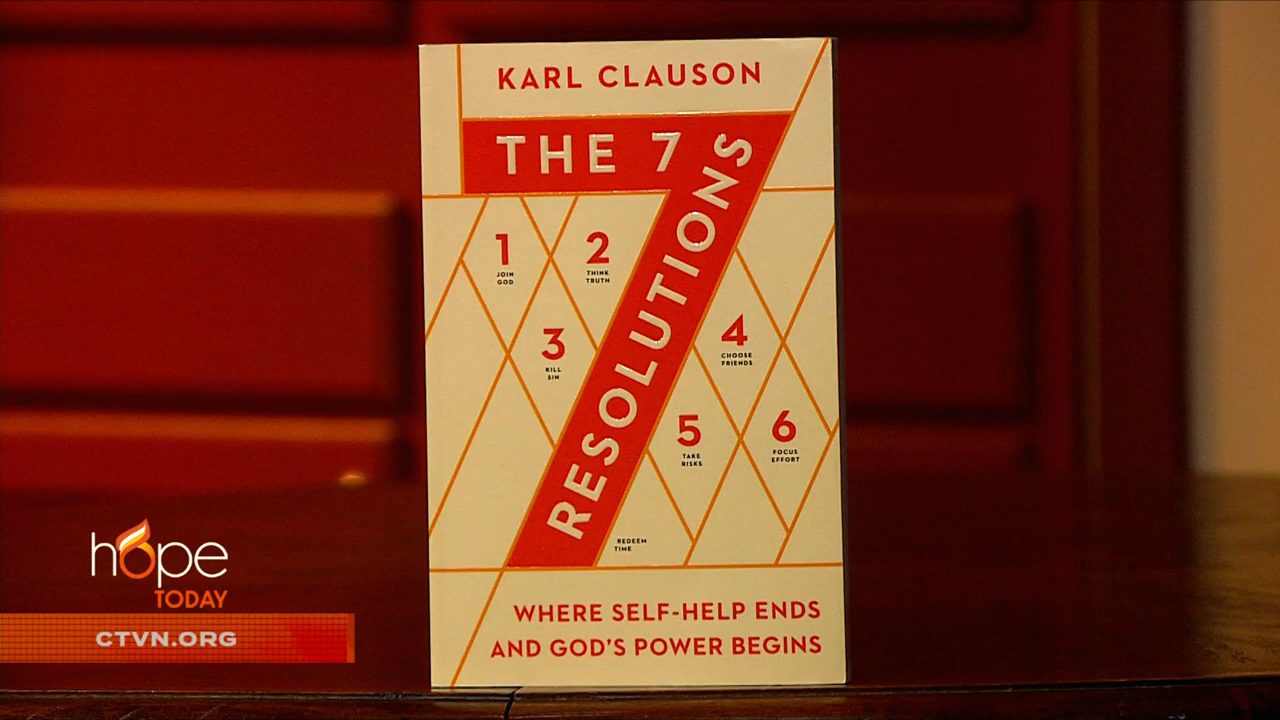 KARL CLAUSON
THE 7
RESOLUTIONS
1
JOIN
GOD
2
THINK
TRUTH
3
KILL
SIN
4
CHOOSE
FRIENDS
5
TAKE
RISKS
6
FOCUS
EFFORT
REDEEM
TIME
WHERE SELF-HELP ENDS
AND GOD'S POWER BEGINS
hope
TODAY
CTVN.ORG